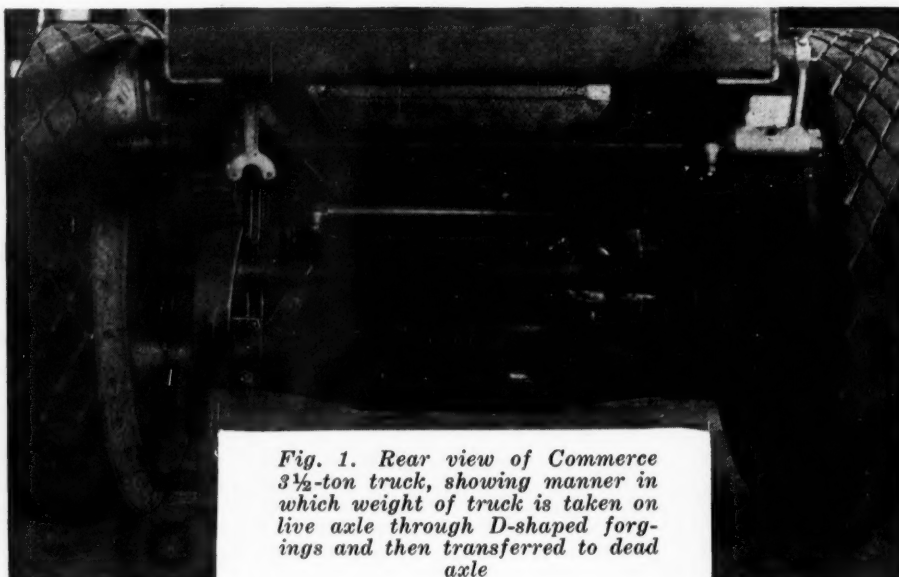 Fig. 1. Rear view of Commerce
3½-ton truck, showing manner in
which weight of truck is taken on
live axle through D-shaped forg-
ings and then transferred to dead
axle